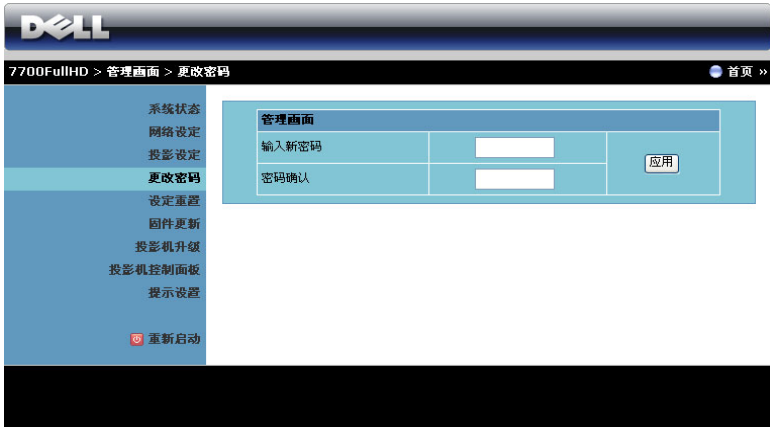 DELL
7700FullHD > 管理画面 > 更改密码
首页 »
系统状态
网络设定
投影设定
更改密码
设定重置
固件更新
投影机升级
投影机控制面板
提示设置
重新启动
管理画面
输入新密码
密码确认
应用